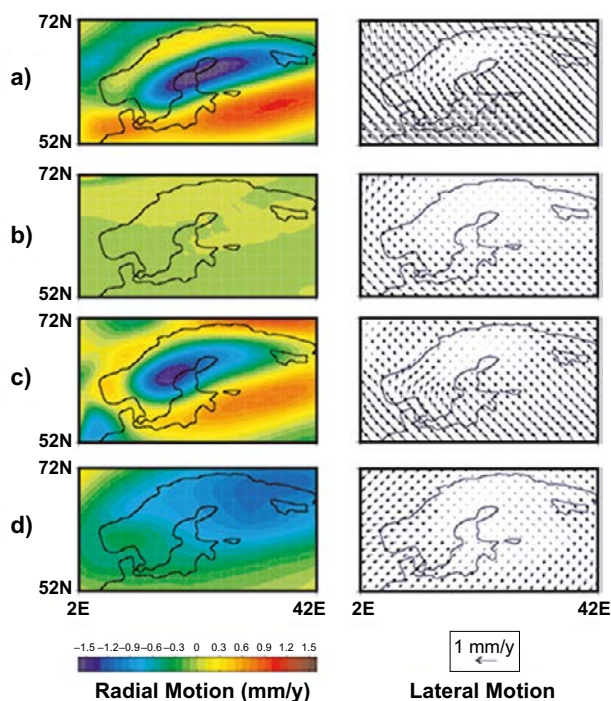 72N
a)
52N
72N
b)
52N
72N
c)
52N
72N
d)
52N
2E 42E 2E 42E
−1.5 −1.2 −0.9 −0.6 −0.3 0 0.3 0.6 0.9 1.2 1.5
1 mm/y
Radial Motion (mm/y) Lateral Motion